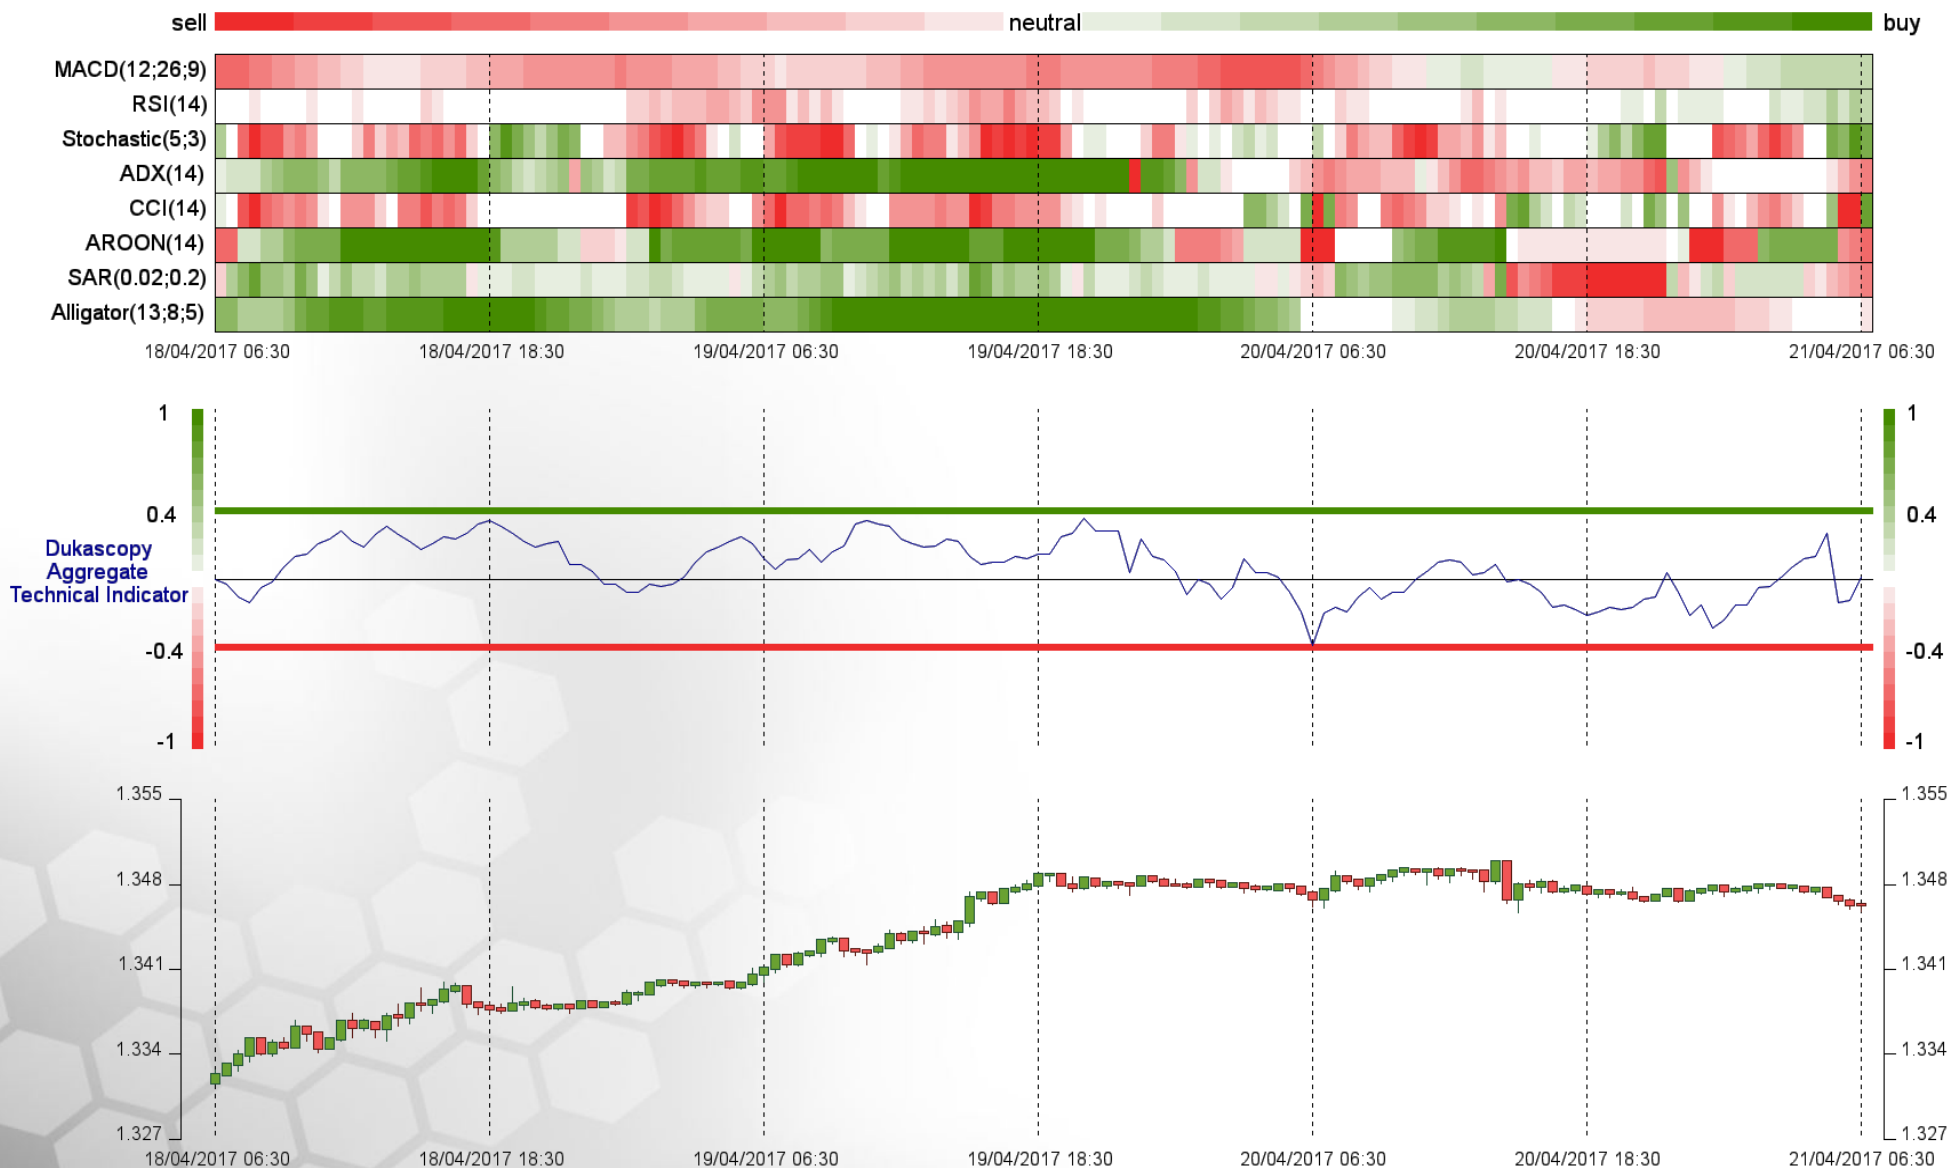 sell neutral buy
MACD(12;26;9)
RSI(14)
Stochastic(5;3)
ADX(14)
CCI(14)
AROON(14)
SAR(0.02;0.2)
Alligator(13;8;5)
18/04/2017 06:30 18/04/2017 18:30 19/04/2017 06:30 19/04/2017 18:30 20/04/2017 06:30 20/04/2017 18:30 21/04/2017 06:30
1 1
0.4 0.4
Dukascopy
Aggregate
Technical Indicator
-0.4 -0.4
-1 -1
1.355 1.355
1.348 1.348
1.341 1.341
1.334 1.334
1.327 1.327
18/04/2017 06:30 18/04/2017 18:30 19/04/2017 06:30 19/04/2017 18:30 20/04/2017 06:30 20/04/2017 18:30 21/04/2017 06:30